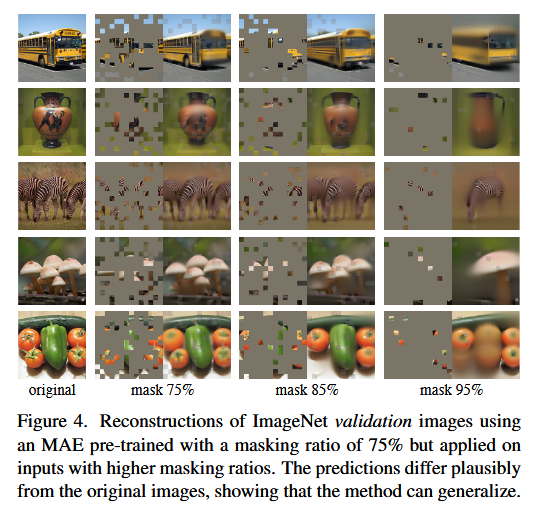 original mask 75% mask 85% mask 95%
Figure 4. Reconstructions of ImageNet validation images using
an MAE pre-trained with a masking ratio of 75% but applied on
inputs with higher masking ratios. The predictions differ plausibly
from the original images, showing that the method can generalize.